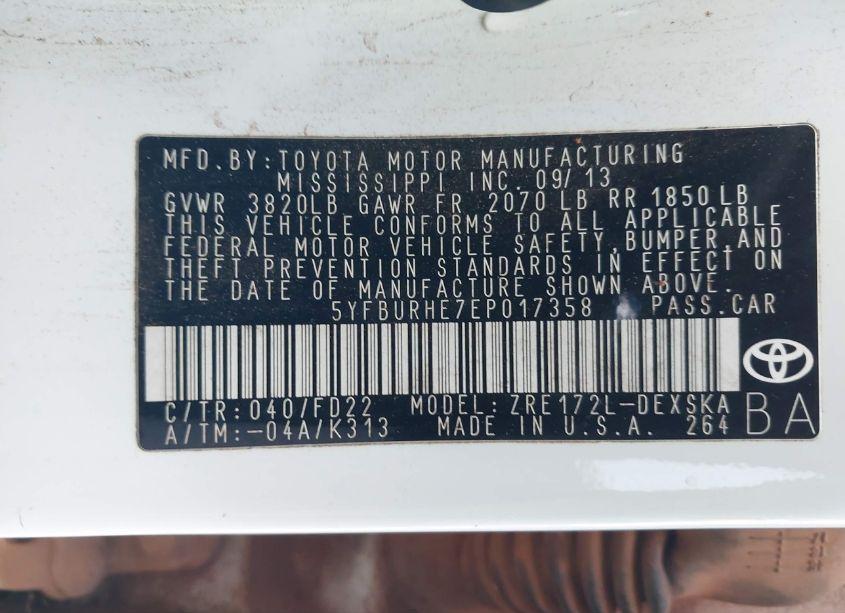 MFD.BY:TOYOTA MOTOR MANUFACTURING
MISSISSIPPI INC. 09/13
GVWR 3820LB GAWR FR 2070 LB RR 1850 LB
THIS VEHICLE CONFORMS TO ALL APPLICABLE
FEDERAL MOTOR VEHICLE SAFETY,BUMPER,AND
THEFT PREVENTION STANDARDS IN EFFECT ON
THE DATE OF MANUFACTURE SHOWN ABOVE.
5YFBURHE7EP017358 PASS.CAR
C/TR:040/FD22 MODEL:ZRE172L-DEXSKA
A/TM:-04A/K313 MADE IN U.S.A. 264
BA